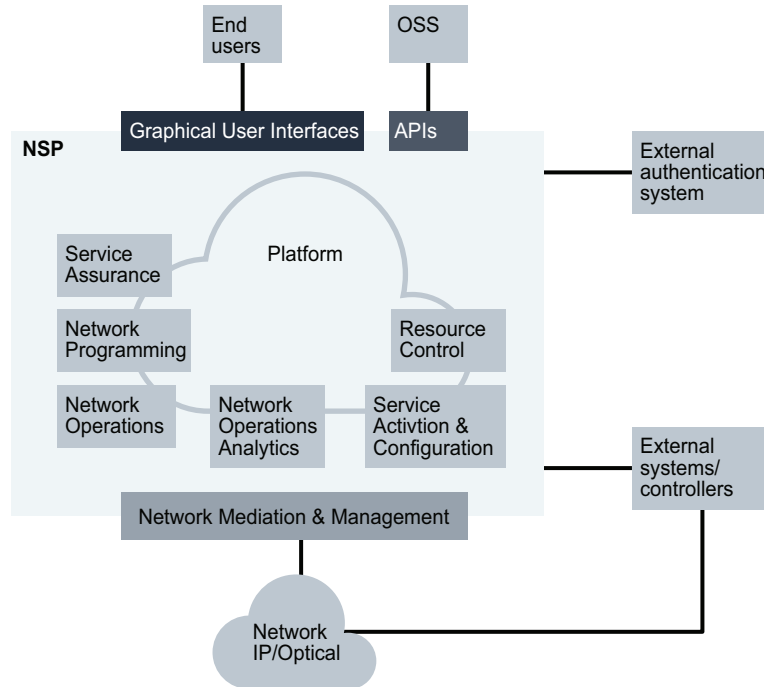 End
users
OSS
Graphical User Interfaces
APIs
NSP
External
authentication
system
Platform
Service
Assurance
Network
Programming
Resource
Control
Network
Operations
Network
Operations
Analytics
Service
Activtion &
Configuration
External
systems/
controllers
Network Mediation & Management
Network
IP/Optical